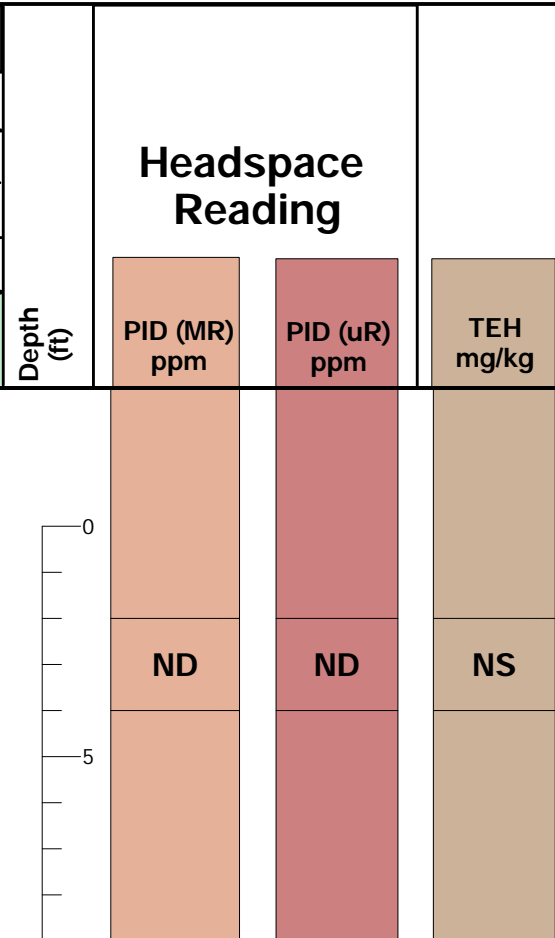 Headspace
Reading
Depth
(ft)
PID (MR)
ppm
PID (uR)
ppm
TEH
mg/kg
0
ND
ND
NS
5